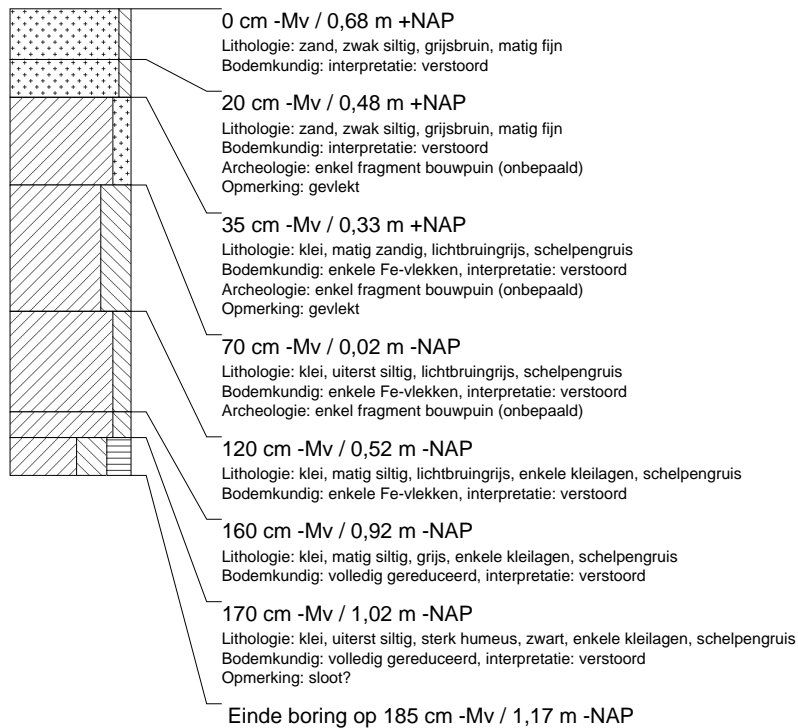 0 cm -Mv / 0,68 m +NAP
Lithologie: zand, zwak siltig, grijsbruin, matig fijn
Bodemkundig: interpretatie: verstoord
20 cm -Mv / 0,48 m +NAP
Lithologie: zand, zwak siltig, grijsbruin, matig fijn
Bodemkundig: interpretatie: verstoord
Archeologie: enkel fragment bouwpuin (onbepaald)
Opmerking: gevlekt
35 cm -Mv / 0,33 m +NAP
Lithologie: klei, matig zandig, lichtbruingrijs, schelpengruis
Bodemkundig: enkele Fe-vlekken, interpretatie: verstoord
Archeologie: enkel fragment bouwpuin (onbepaald)
Opmerking: gevlekt
70 cm -Mv / 0,02 m -NAP
Lithologie: klei, uiterst siltig, lichtbruingrijs, schelpengruis
Bodemkundig: enkele Fe-vlekken, interpretatie: verstoord
Archeologie: enkel fragment bouwpuin (onbepaald)
120 cm -Mv / 0,52 m -NAP
Lithologie: klei, matig siltig, lichtbruingrijs, enkele kleilagen, schelpengruis
Bodemkundig: enkele Fe-vlekken, interpretatie: verstoord
160 cm -Mv / 0,92 m -NAP
Lithologie: klei, matig siltig, grijs, enkele kleilagen, schelpengruis
Bodemkundig: volledig gereduceerd, interpretatie: verstoord
170 cm -Mv / 1,02 m -NAP
Lithologie: klei, uiterst siltig, sterk humeus, zwart, enkele kleilagen, schelpengruis
Bodemkundig: volledig gereduceerd, interpretatie: verstoord
Opmerking: sloot?
Einde boring op 185 cm -Mv / 1,17 m -NAP